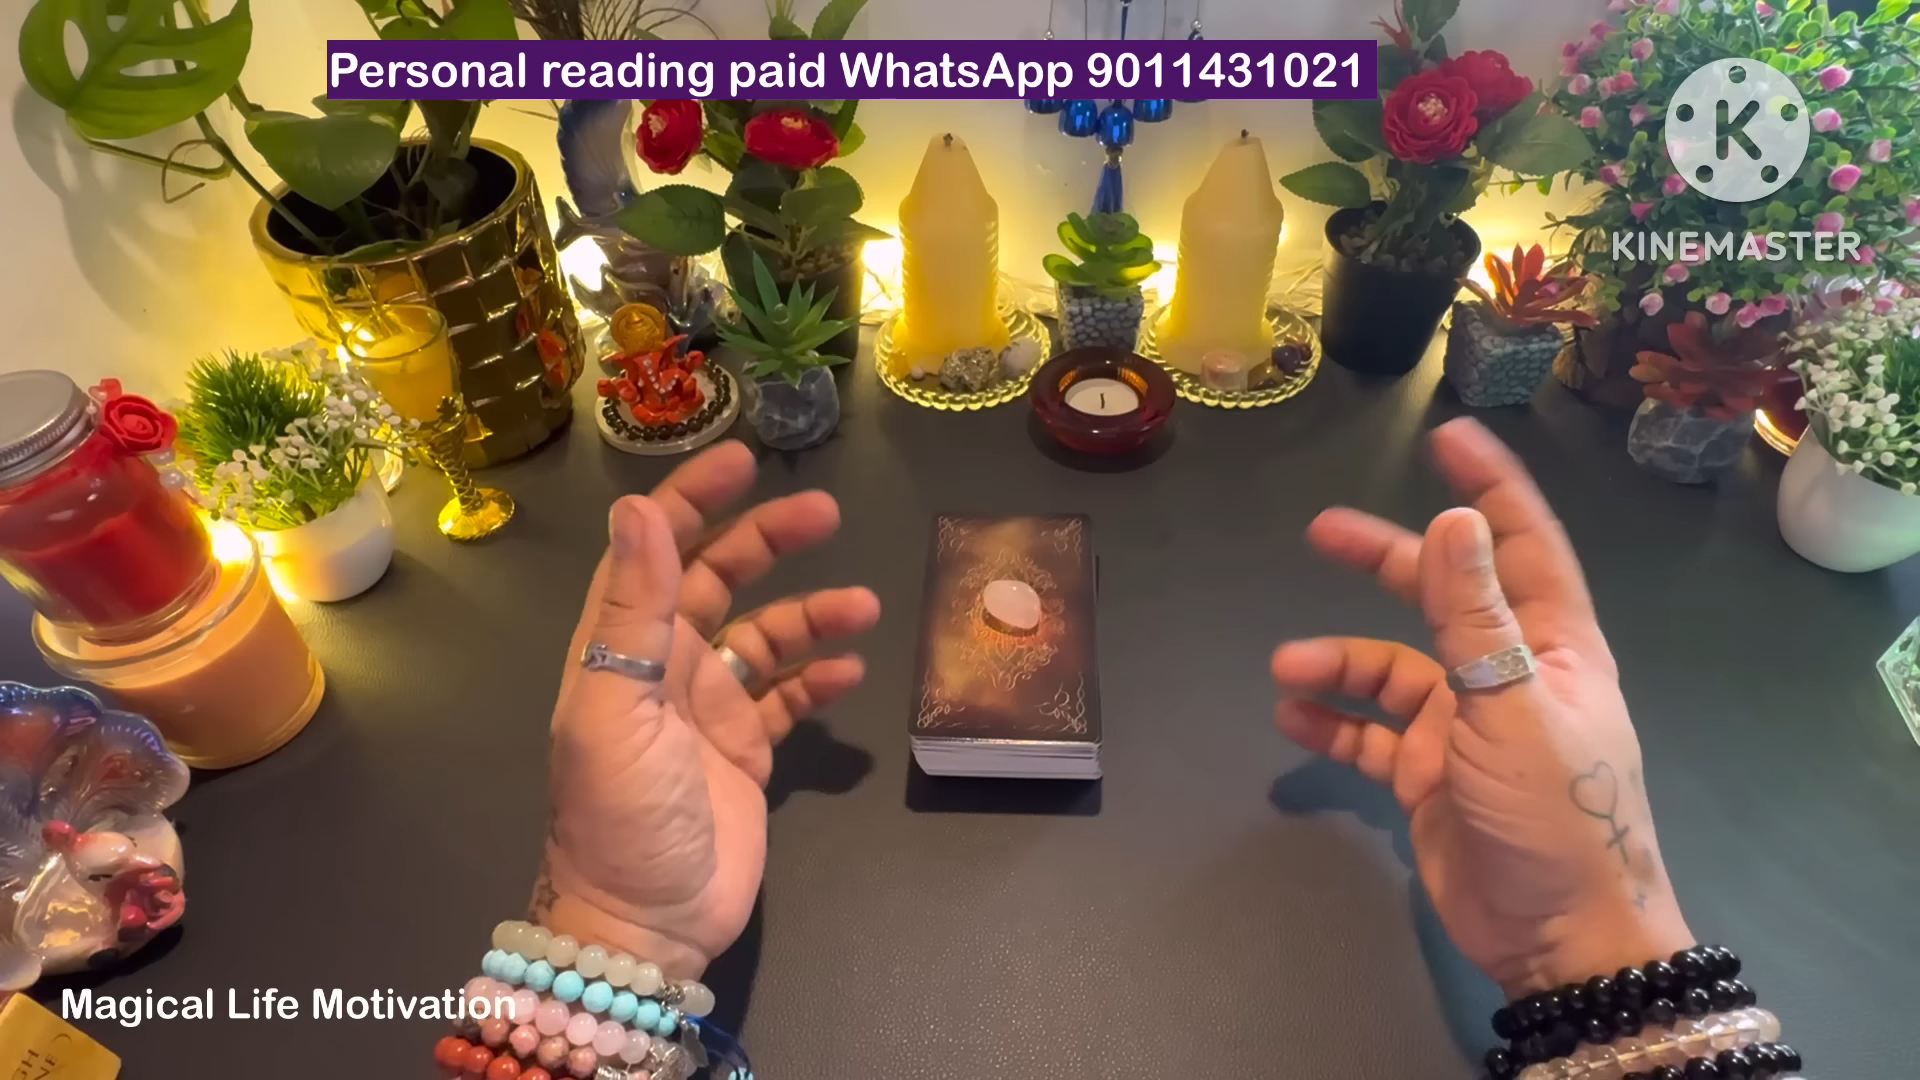 Personal reading paid WhatsApp 9011431021
K
KINEMASTER
Magical Life Motivation